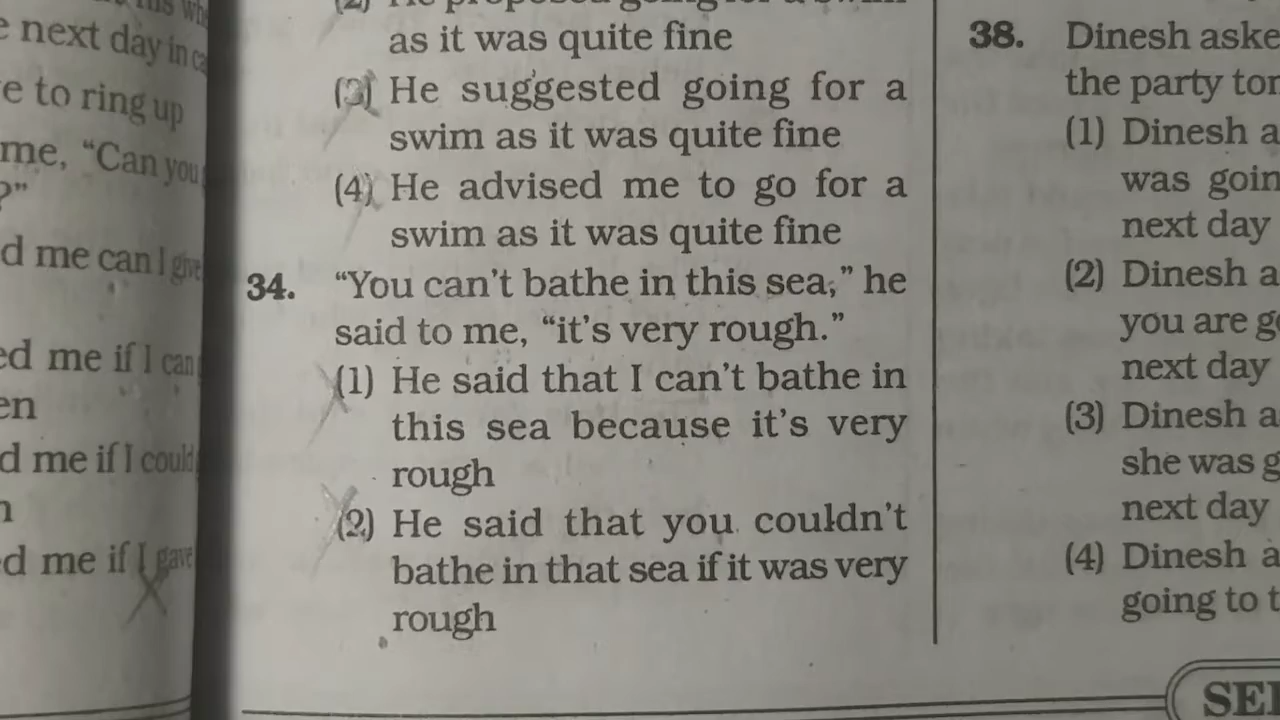 next day in
e to ring up
me, "Can you
?"
d me can I give
ed me if I can
en
d me if I could
n
ed me if I gave
as it was quite fine
(3) He suggested going for a
swim as it was quite fine
(4) He advised me to go for a
swim as it was quite fine
34. "You can't bathe in this sea," he
said to me, "it's very rough."
(1) He said that I can't bathe in
this sea because it's very
rough
(2) He said that you couldn't
bathe in that sea if it was very
rough
38. Dinesh aske
the party tor
(1) Dinesh a
was goin
next day
(2) Dinesh a
you are g
next day
(3) Dinesh a
she was g
next day
(4) Dinesh a
going to t
SEI